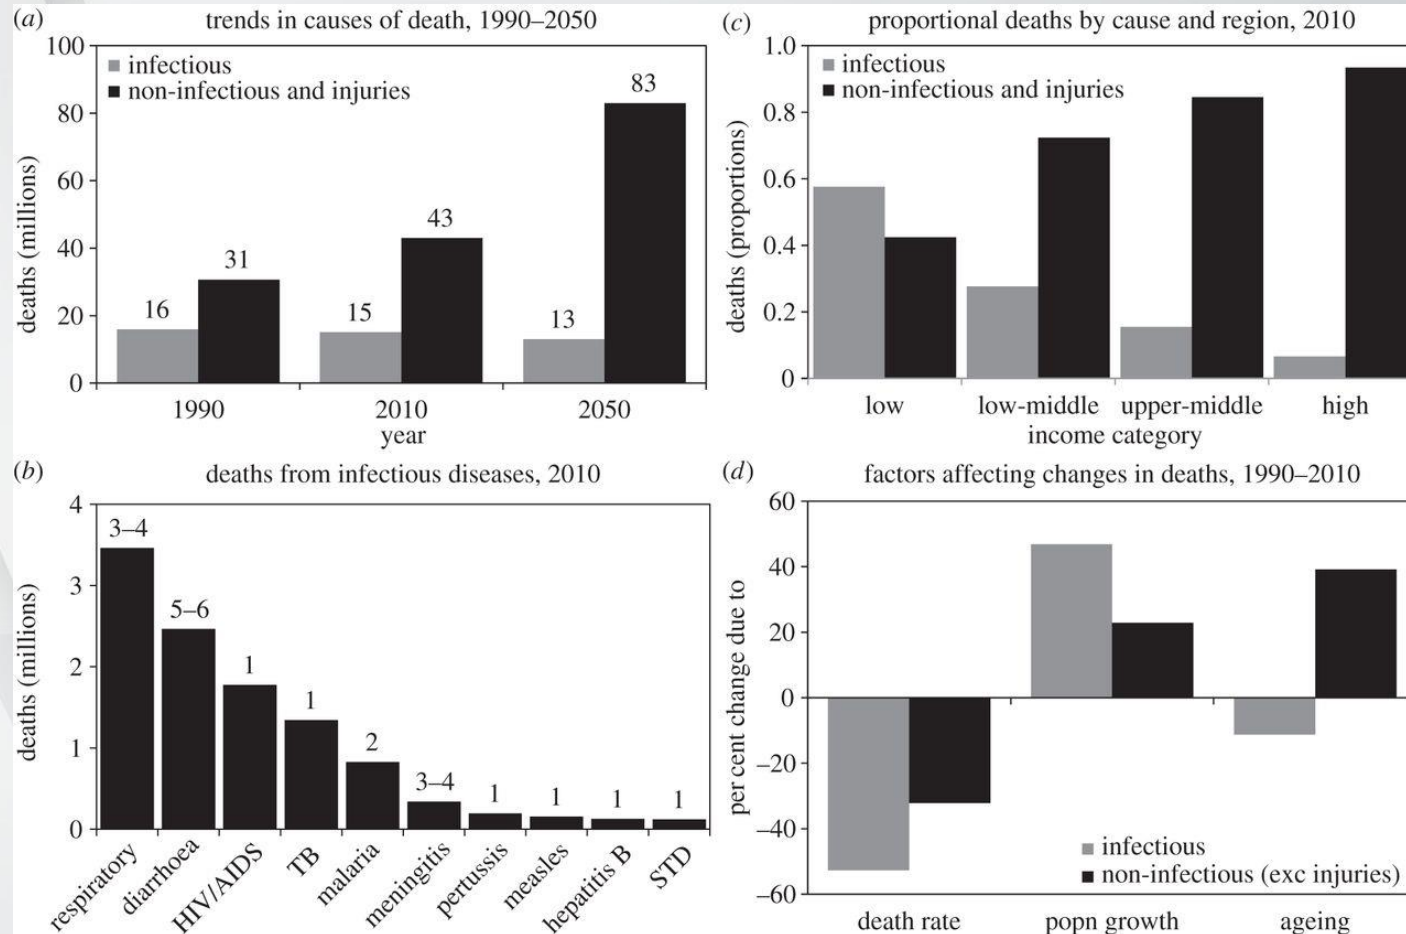 (a) trends in causes of death, 1990–2050
100
80
60
40
20
0
deaths (millions)
infectious
non-infectious and injuries
16
31
15
43
13
83
1990
2010
2050
year
(c) proportional deaths by cause and region, 2010
1.0
0.8
0.6
0.4
0.2
0
deaths (proportions)
infectious
non-infectious and injuries
low
low-middle
upper-middle
high
income category
(b) deaths from infectious diseases, 2010
4
3
2
1
0
deaths (millions)
3–4
5–6
1
1
2
3–4
1
1
1
1
respiratory
diarrhoea
HIV/AIDS
TB
malaria
meningitis
pertussis
measles
hepatitis B
STD
(d) factors affecting changes in deaths, 1990–2010
60
40
20
0
–20
–40
–60
per cent change due to
infectious
non-infectious (exc injuries)
death rate
popn growth
ageing